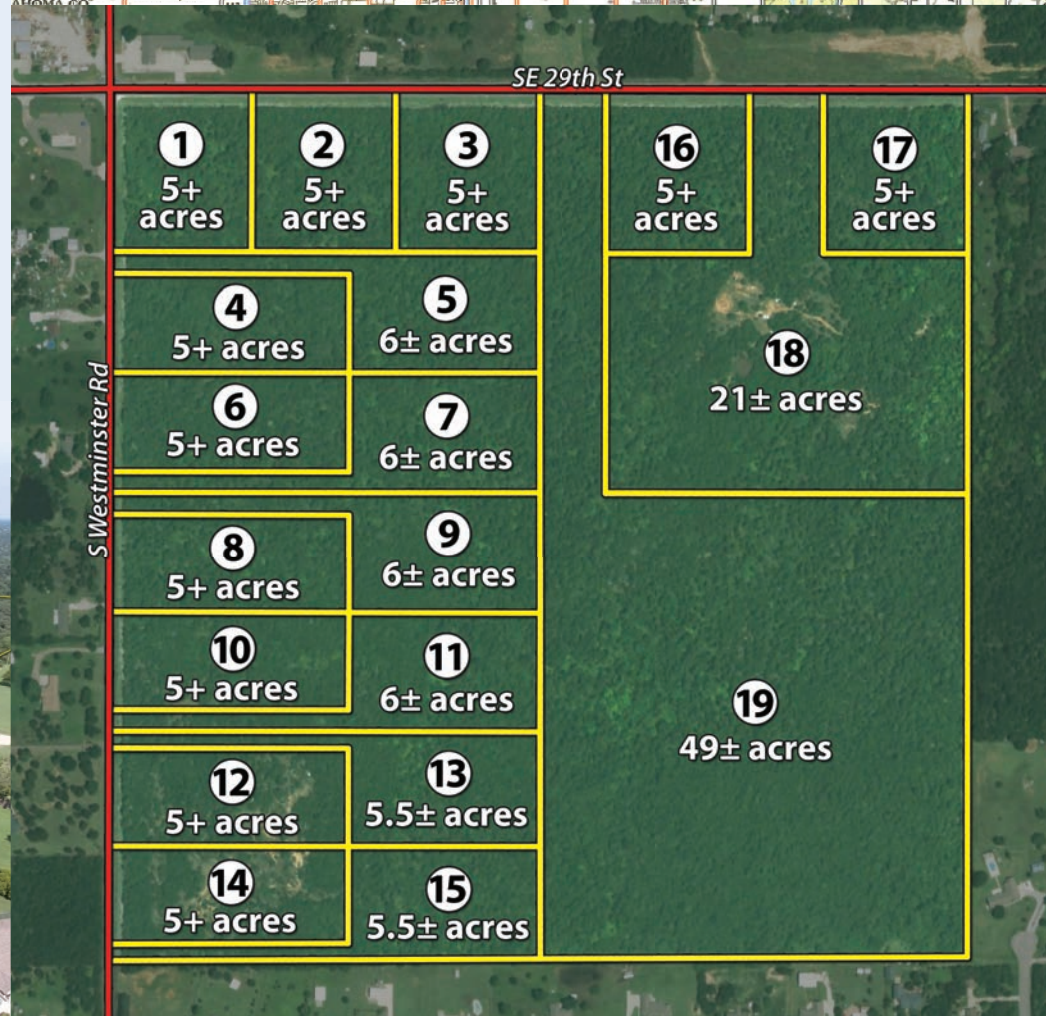 SE 29th St
S Westminster Rd
1
5+
acres
2
5+
acres
3
5+
acres
16
5+
acres
17
5+
acres
4
5+ acres
5
6± acres
6
5+ acres
7
6± acres
18
21± acres
8
5+ acres
9
6± acres
10
5+ acres
11
6± acres
19
49± acres
12
5+ acres
13
5.5± acres
14
5+ acres
15
5.5± acres